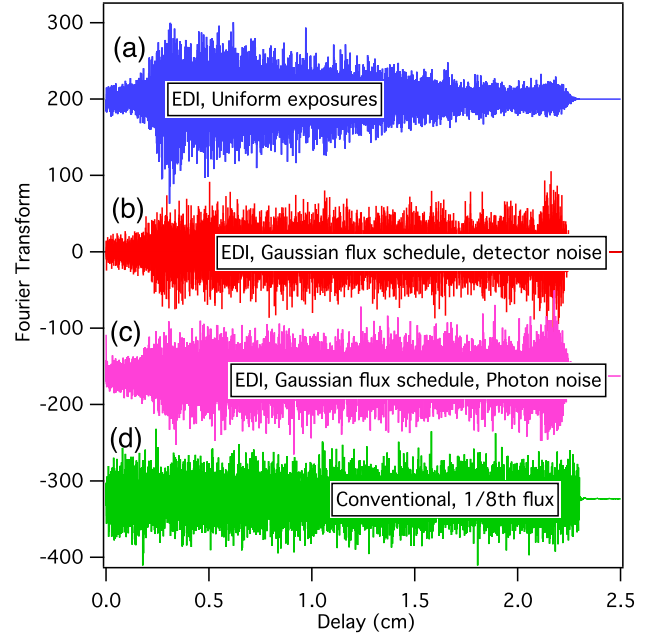 300
(a)
200
EDI, Uniform exposures
100
(b)
0
EDI, Gaussian flux schedule, detector noise
-100
(c)
EDI, Gaussian flux schedule, Photon noise
-200
(d)
-300
Conventional, 1/8th flux
-400
Fourier Transform
0.0 0.5 1.0 1.5 2.0 2.5
Delay (cm)